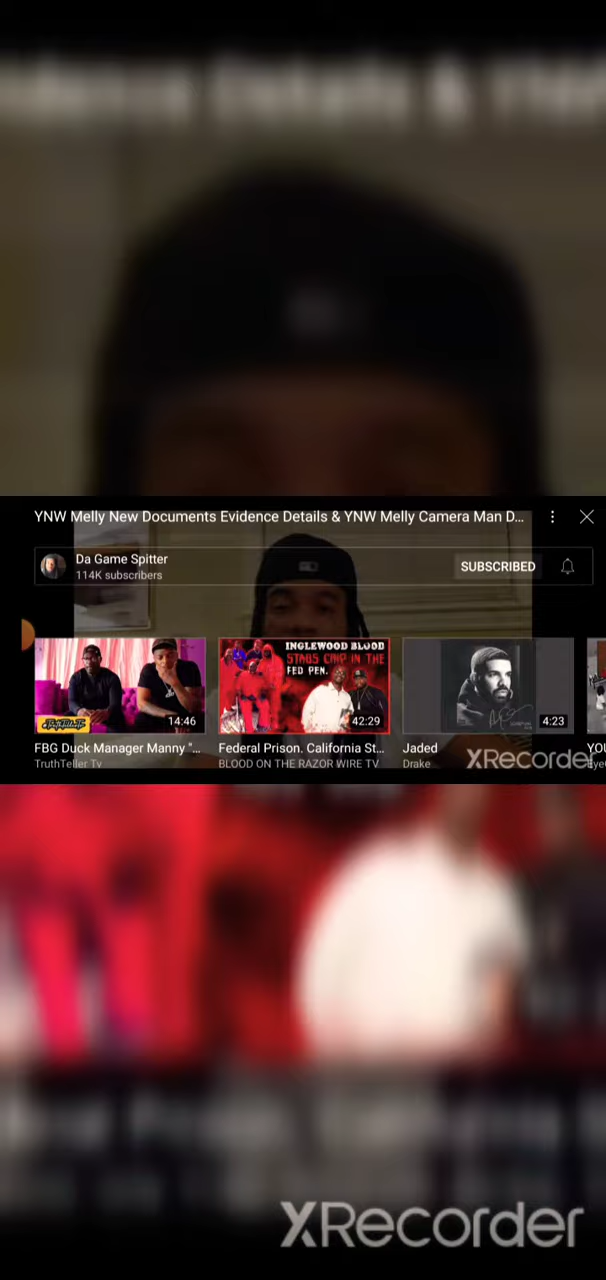 YNW Melly New Documents Evidence Details & YNW Melly Camera Man D...
Da Game Spitter
114K subscribers
SUBSCRIBED
INGLEWOOD BLOOD
STABS CRIP IN THE
FED PEN.
14:46
42:29
4:23
FBG Duck Manager Manny "...
Federal Prison. California St...
Jaded
YOU
TruthTeller Tv
BLOOD ON THE RAZOR WIRE TV
Drake
XRecorder
XRecorder